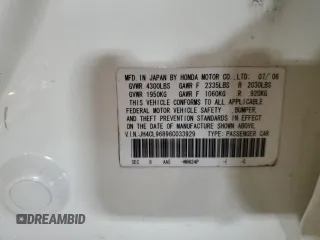 MFD. IN JAPAN BY HONDA MOTOR CO.,LTD. 07/'06
GVWR 4300LBS GAWR F 2335LBS R 2030LBS
GVWR 1950KG GAWR F 1060KG R 920KG
THIS VEHICLE CONFORMS TO ALL APPLICABLE
FEDERAL MOTOR VEHICLE SAFETY ,BUMPER,
AND THEFT PREVENTION STANDARDS IN EFFECT
ON THE DATE OF MANUFACTURE SHOWN ABOVE.
V.I.N.:JH4CL96896C033929 TYPE: PASSENGER CAR
DREAMBID